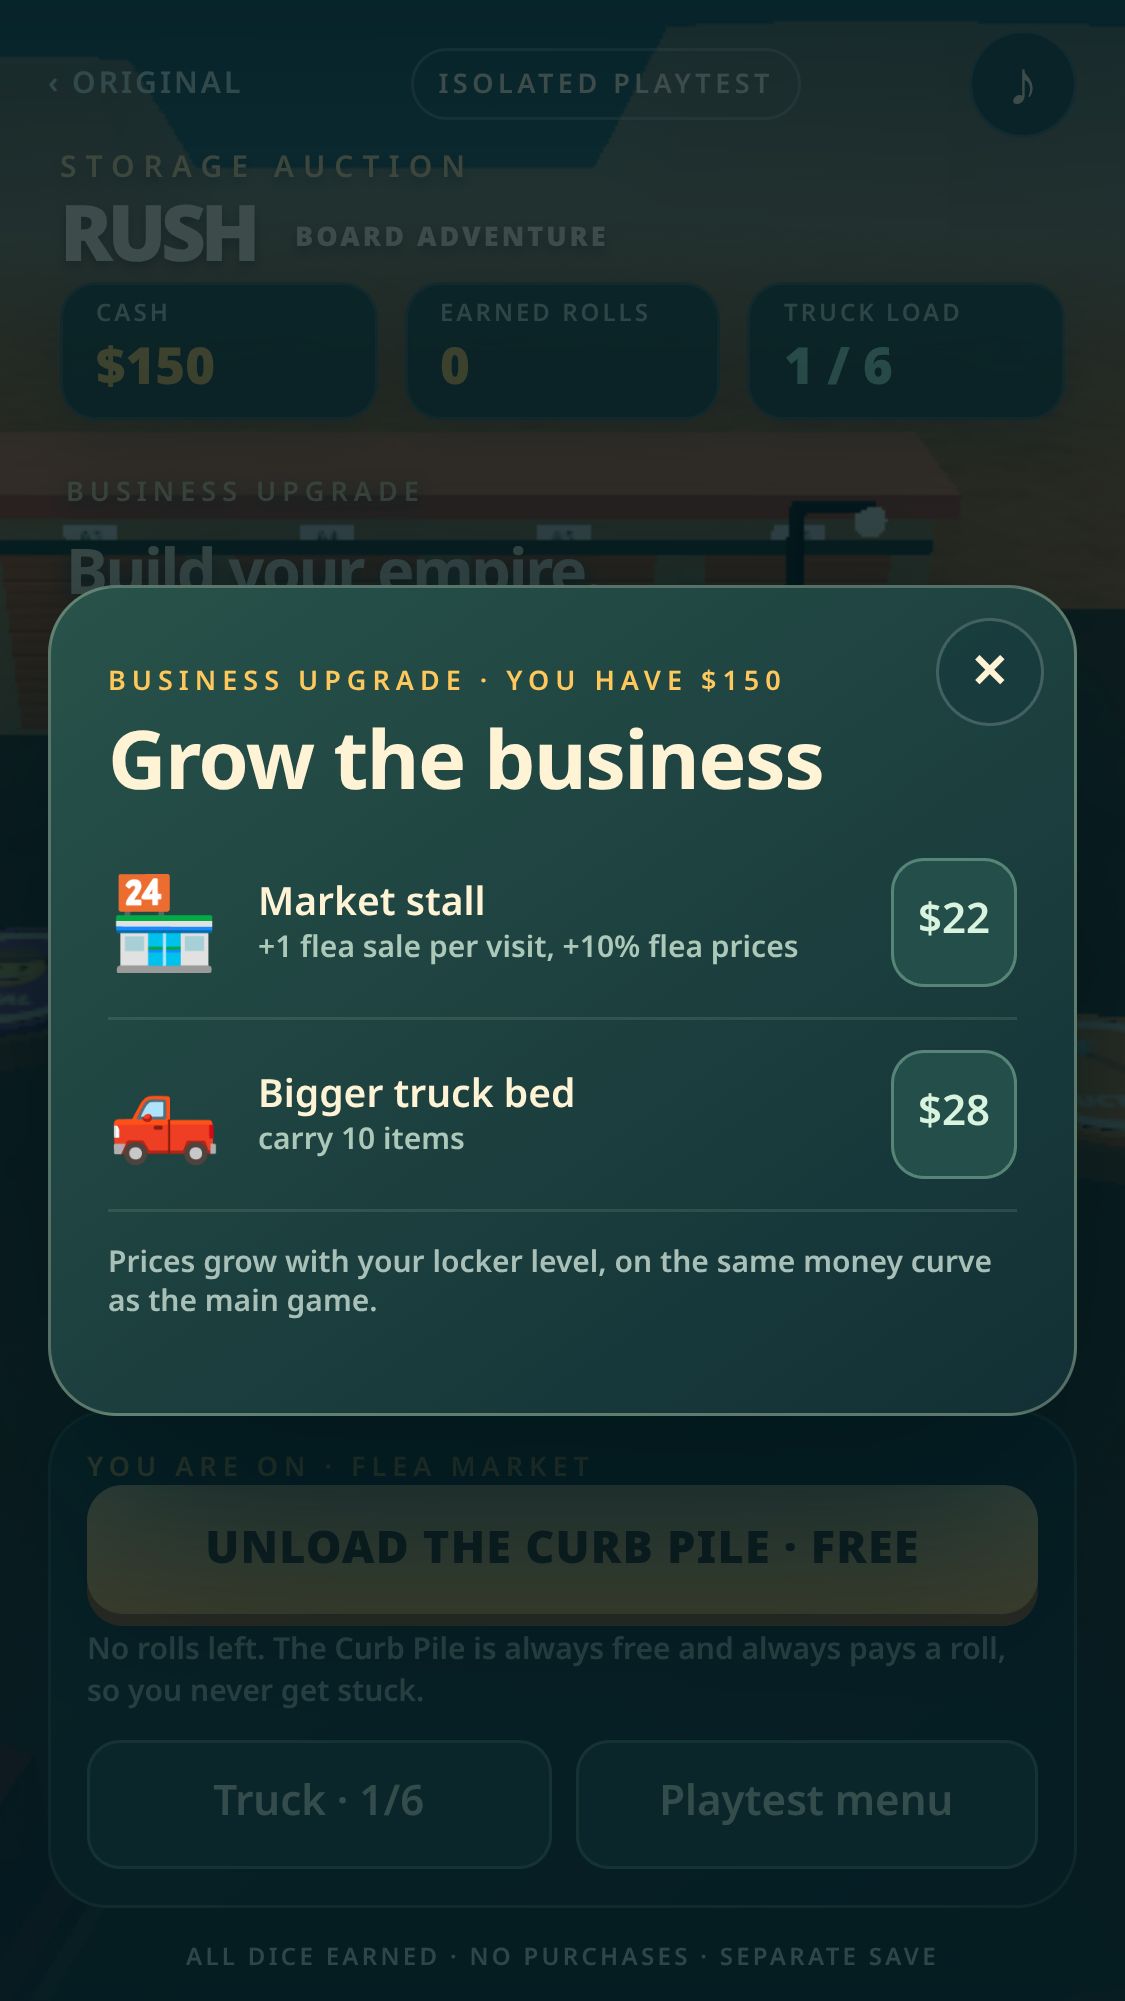 ‹ ORIGINAL
ISOLATED PLAYTEST
STORAGE AUCTION
RUSH BOARD ADVENTURE
CASH
$150
EARNED ROLLS
0
TRUCK LOAD
1 / 6
BUSINESS UPGRADE
Build your empire.
BUSINESS UPGRADE · YOU HAVE $150
Grow the business
24
Market stall
+1 flea sale per visit, +10% flea prices
$22
Bigger truck bed
carry 10 items
$28
Prices grow with your locker level, on the same money curve
as the main game.
YOU ARE ON · FLEA MARKET
UNLOAD THE CURB PILE · FREE
No rolls left. The Curb Pile is always free and always pays a roll,
so you never get stuck.
Truck · 1/6
Playtest menu
ALL DICE EARNED · NO PURCHASES · SEPARATE SAVE